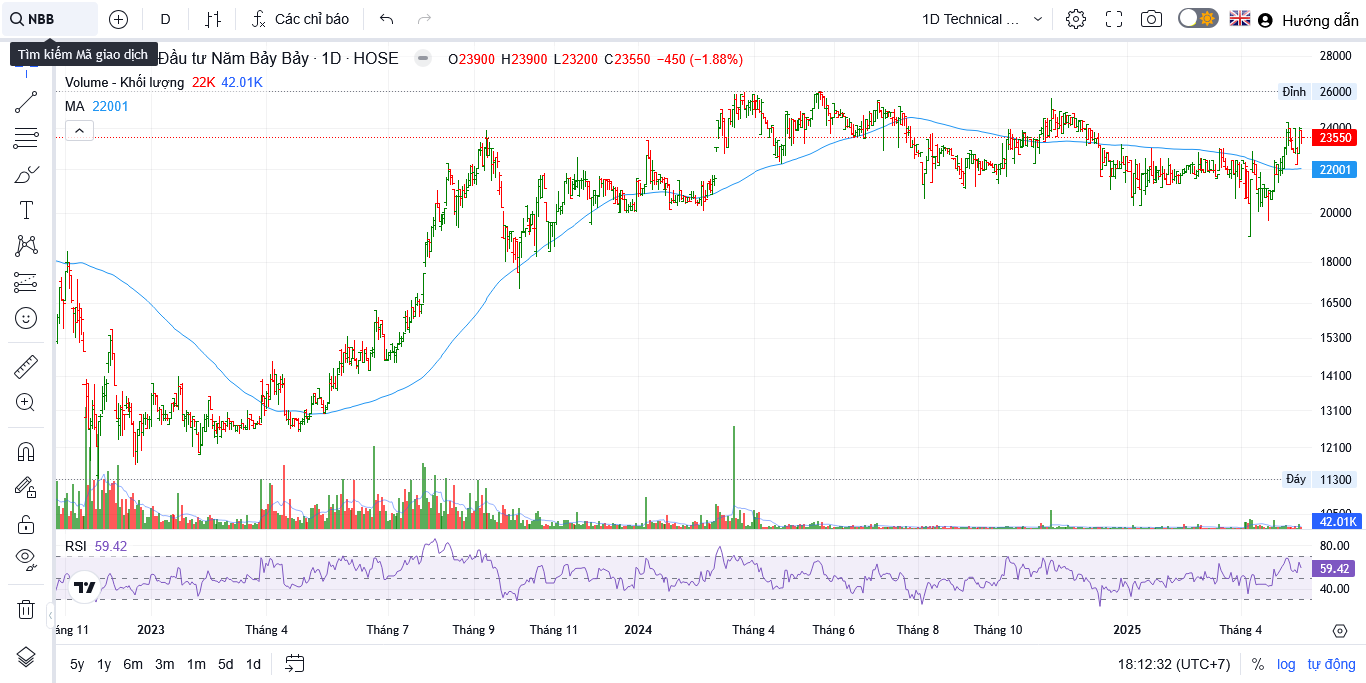 NBB
D
Các chỉ báo
1D Technical ...
Hướng dẫn
Tìm kiếm Mã giao dịch
Đầu tư Năm Bảy Bảy · 1D · HOSE
O23900 H23900 L23200 C23550 −450 (−1.88%)
Volume - Khối lượng 22K 42.01K
MA 22001
28000
Đỉnh 26000
24000
23550
22001
20000
18000
16500
15300
14100
13100
12100
Đáy 11300
10500
42.01K
RSI 59.42
80.00
59.42
40.00
áng 11 2023 Tháng 4 Tháng 7 Tháng 9 Tháng 11 2024 Tháng 4 Tháng 6 Tháng 8 Tháng 10 2025 Tháng 4
5y 1y 6m 3m 1m 5d 1d
18:12:32 (UTC+7) % log tự động